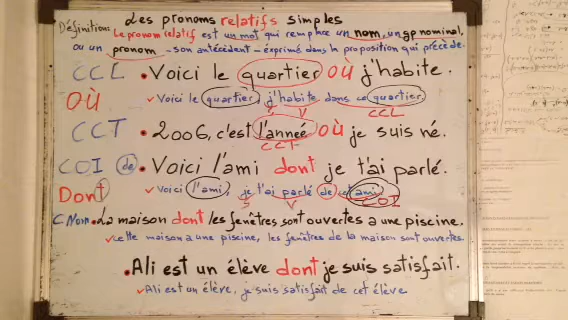 Les pronoms relatifs simples
Définition: Le pronom relatif est un mot qui remplace un nom, un gp nominal,
ou un pronom - son antécédent - exprimé dans la proposition qui précède.
CCL • Voici le quartier OÙ j'habite.
OÙ ✓ Voici le quartier, j'habite dans ce quartier
S V CCL
CCT • 2006, c'est l'année OÙ je suis né.
CCT
COI de • Voici l'ami dont je t'ai parlé.
Dont ✓ Voici l'ami, je t'ai parlé de cet ami
S V COI
C Nom • La maison dont les fenêtres sont ouvertes a une piscine.
✓ Cette maison a une piscine, les fenêtres de la maison sont ouvertes.
• Ali est un élève dont je suis satisfait.
✓ Ali est un élève, je suis satisfait de cet élève